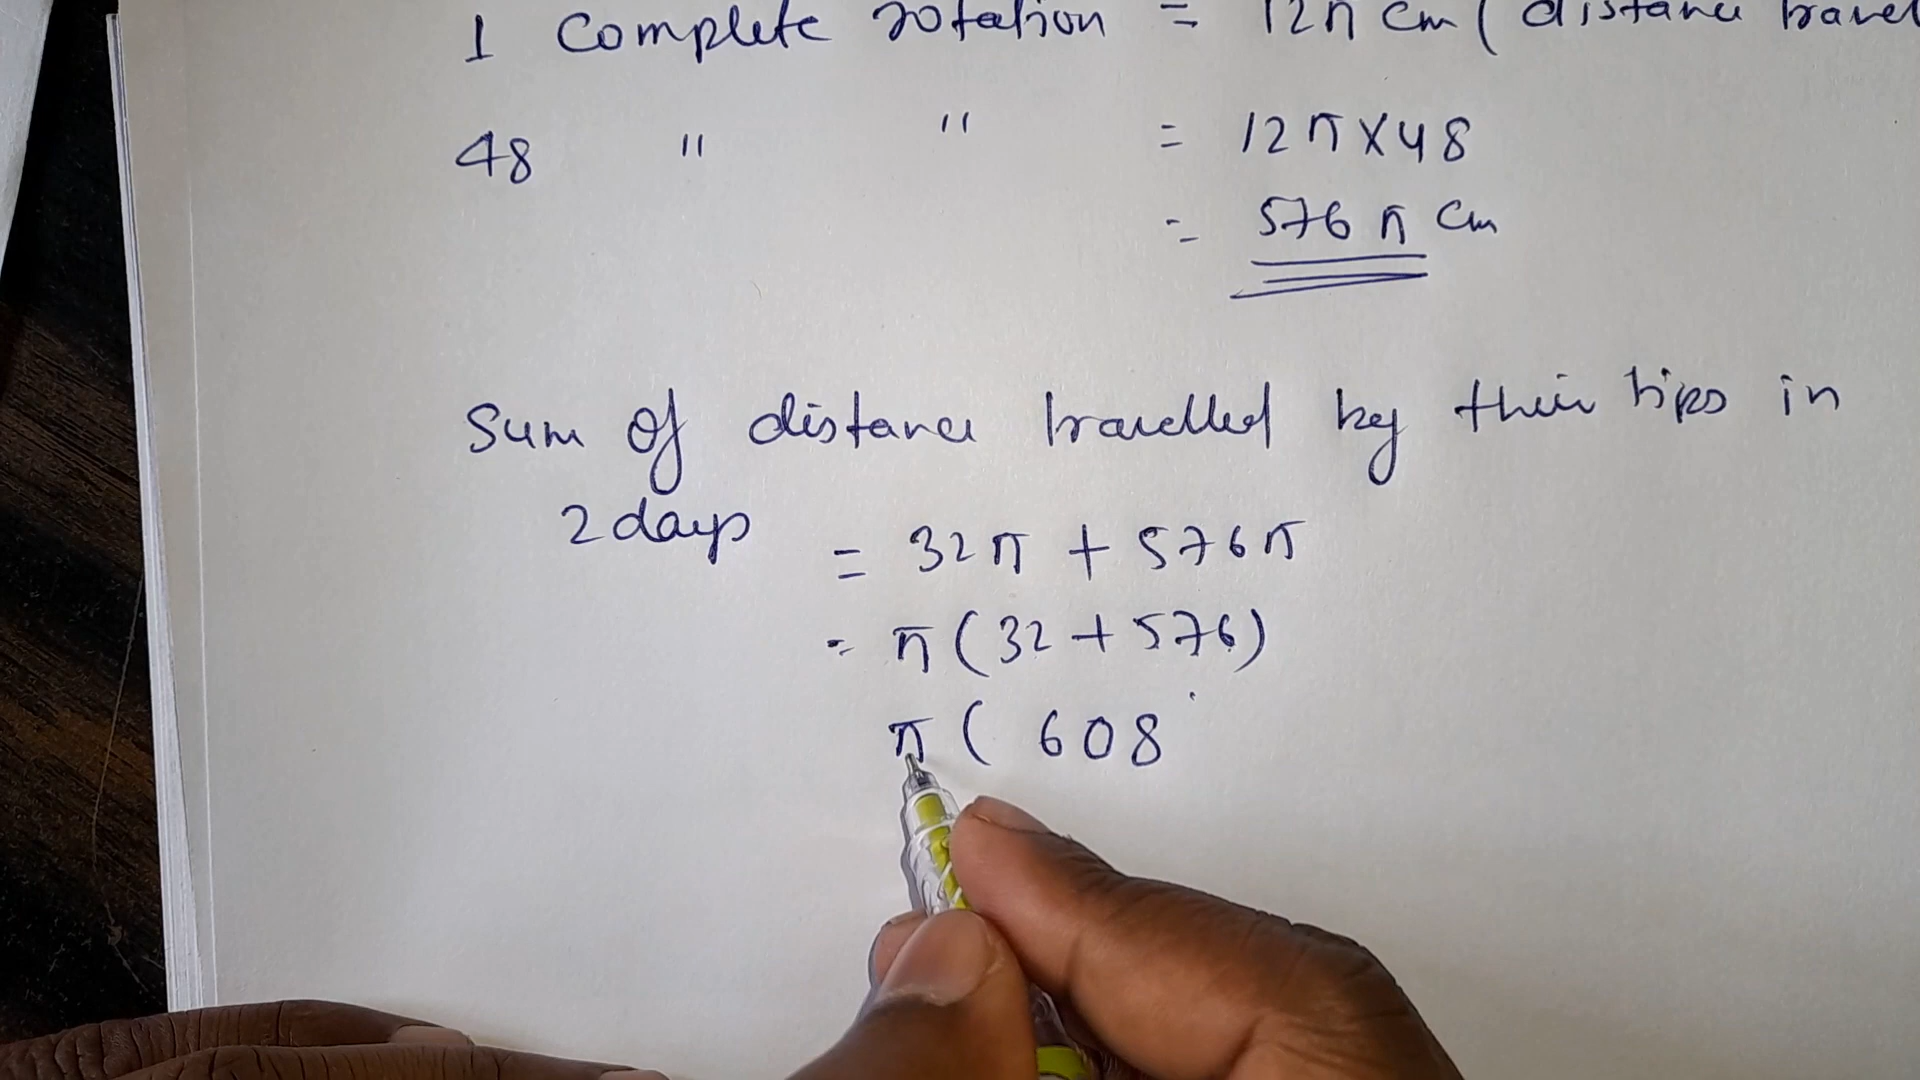 1 Complete rotation = 12π cm ( distance travel
48 " " = 12π X 48
= 576 π cm
Sum of distance travelled by their tips in
2 days = 32π + 576π
= π ( 32 + 576 )
π ( 608